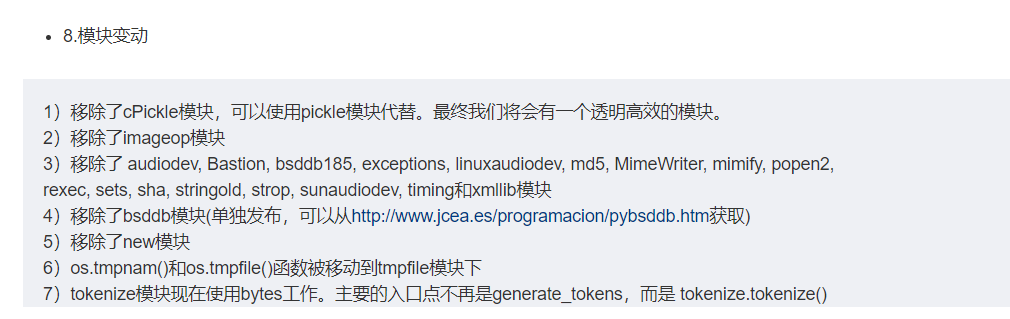 8.模块变动
1）移除了cPickle模块，可以使用pickle模块代替。最终我们将会有一个透明高效的模块。
2）移除了imageop模块
3）移除了 audiodev, Bastion, bsddb185, exceptions, linuxaudiodev, md5, MimeWriter, mimify, popen2,
rexec, sets, sha, stringold, strop, sunaudiodev, timing和xmllib模块
4）移除了bsddb模块(单独发布，可以从http://www.jcea.es/programacion/pybsddb.htm获取)
5）移除了new模块
6）os.tmpnam()和os.tmpfile()函数被移动到tmpfile模块下
7）tokenize模块现在使用bytes工作。主要的入口点不再是generate_tokens，而是 tokenize.tokenize()